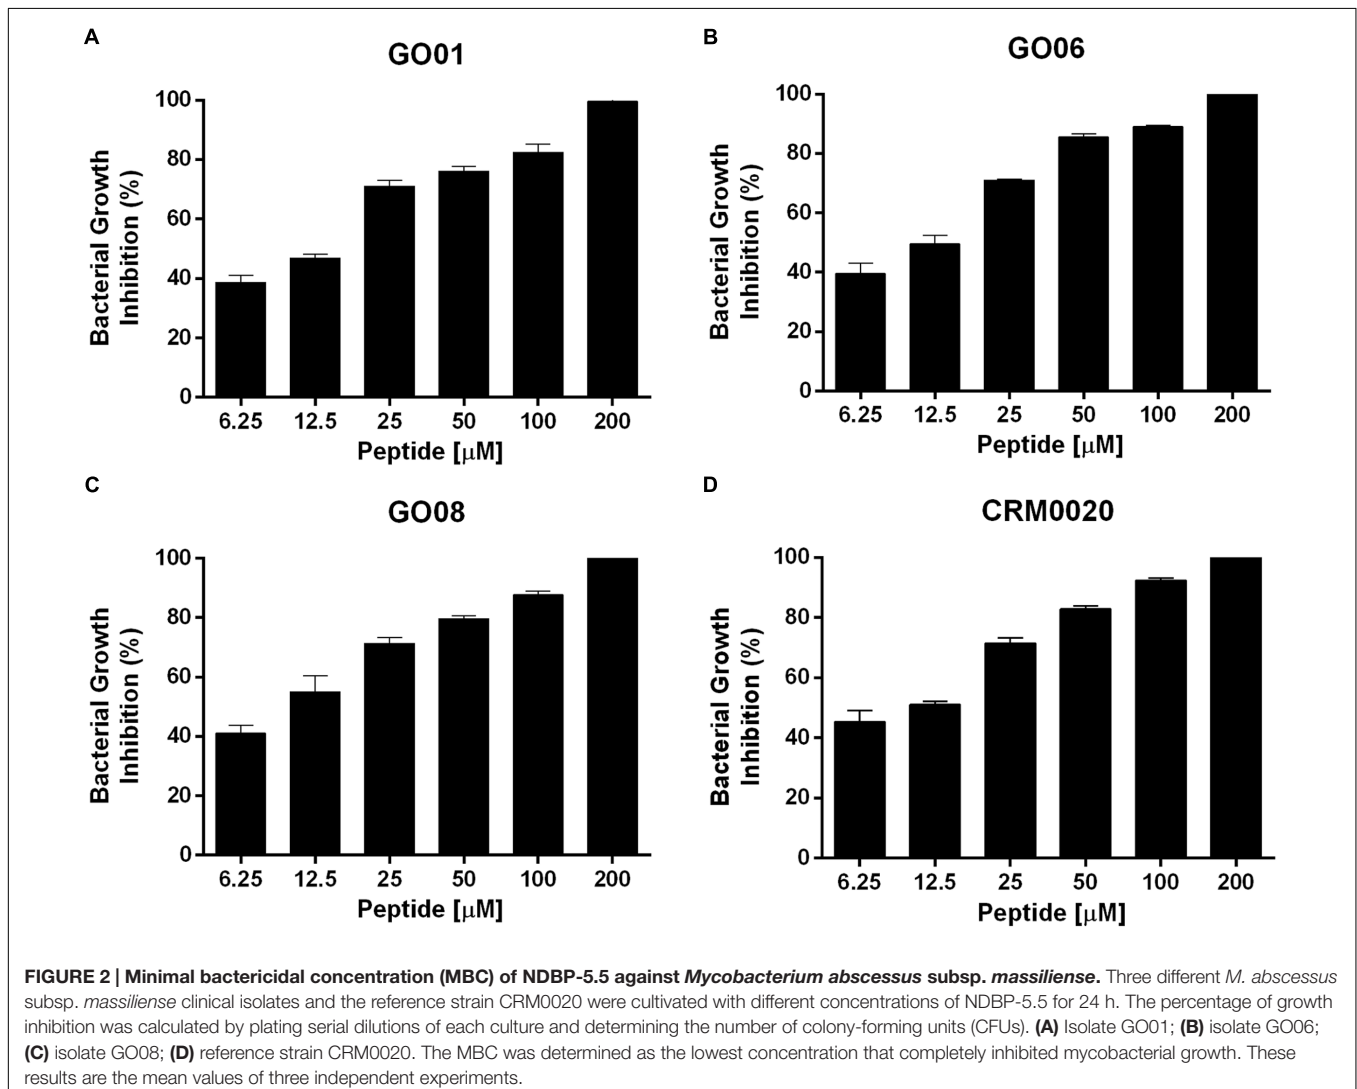 A
GO01
Bacterial Growth
Inhibition (%)
100
80
60
40
20
0
6.25 12.5 25 50 100 200
Peptide [μM]
B
GO06
Bacterial Growth
Inhibition (%)
100
80
60
40
20
0
6.25 12.5 25 50 100 200
Peptide [μM]
C
GO08
Bacterial Growth
Inhibition (%)
100
80
60
40
20
0
6.25 12.5 25 50 100 200
Peptide [μM]
D
CRM0020
Bacterial Growth
Inhibition (%)
100
80
60
40
20
0
6.25 12.5 25 50 100 200
Peptide [μM]
FIGURE 2 | Minimal bactericidal concentration (MBC) of NDBP-5.5 against Mycobacterium abscessus subsp. massiliense. Three different M. abscessus
subsp. massiliense clinical isolates and the reference strain CRM0020 were cultivated with different concentrations of NDBP-5.5 for 24 h. The percentage of growth
inhibition was calculated by plating serial dilutions of each culture and determining the number of colony-forming units (CFUs). (A) Isolate GO01; (B) isolate GO06;
(C) isolate GO08; (D) reference strain CRM0020. The MBC was determined as the lowest concentration that completely inhibited mycobacterial growth. These
results are the mean values of three independent experiments.